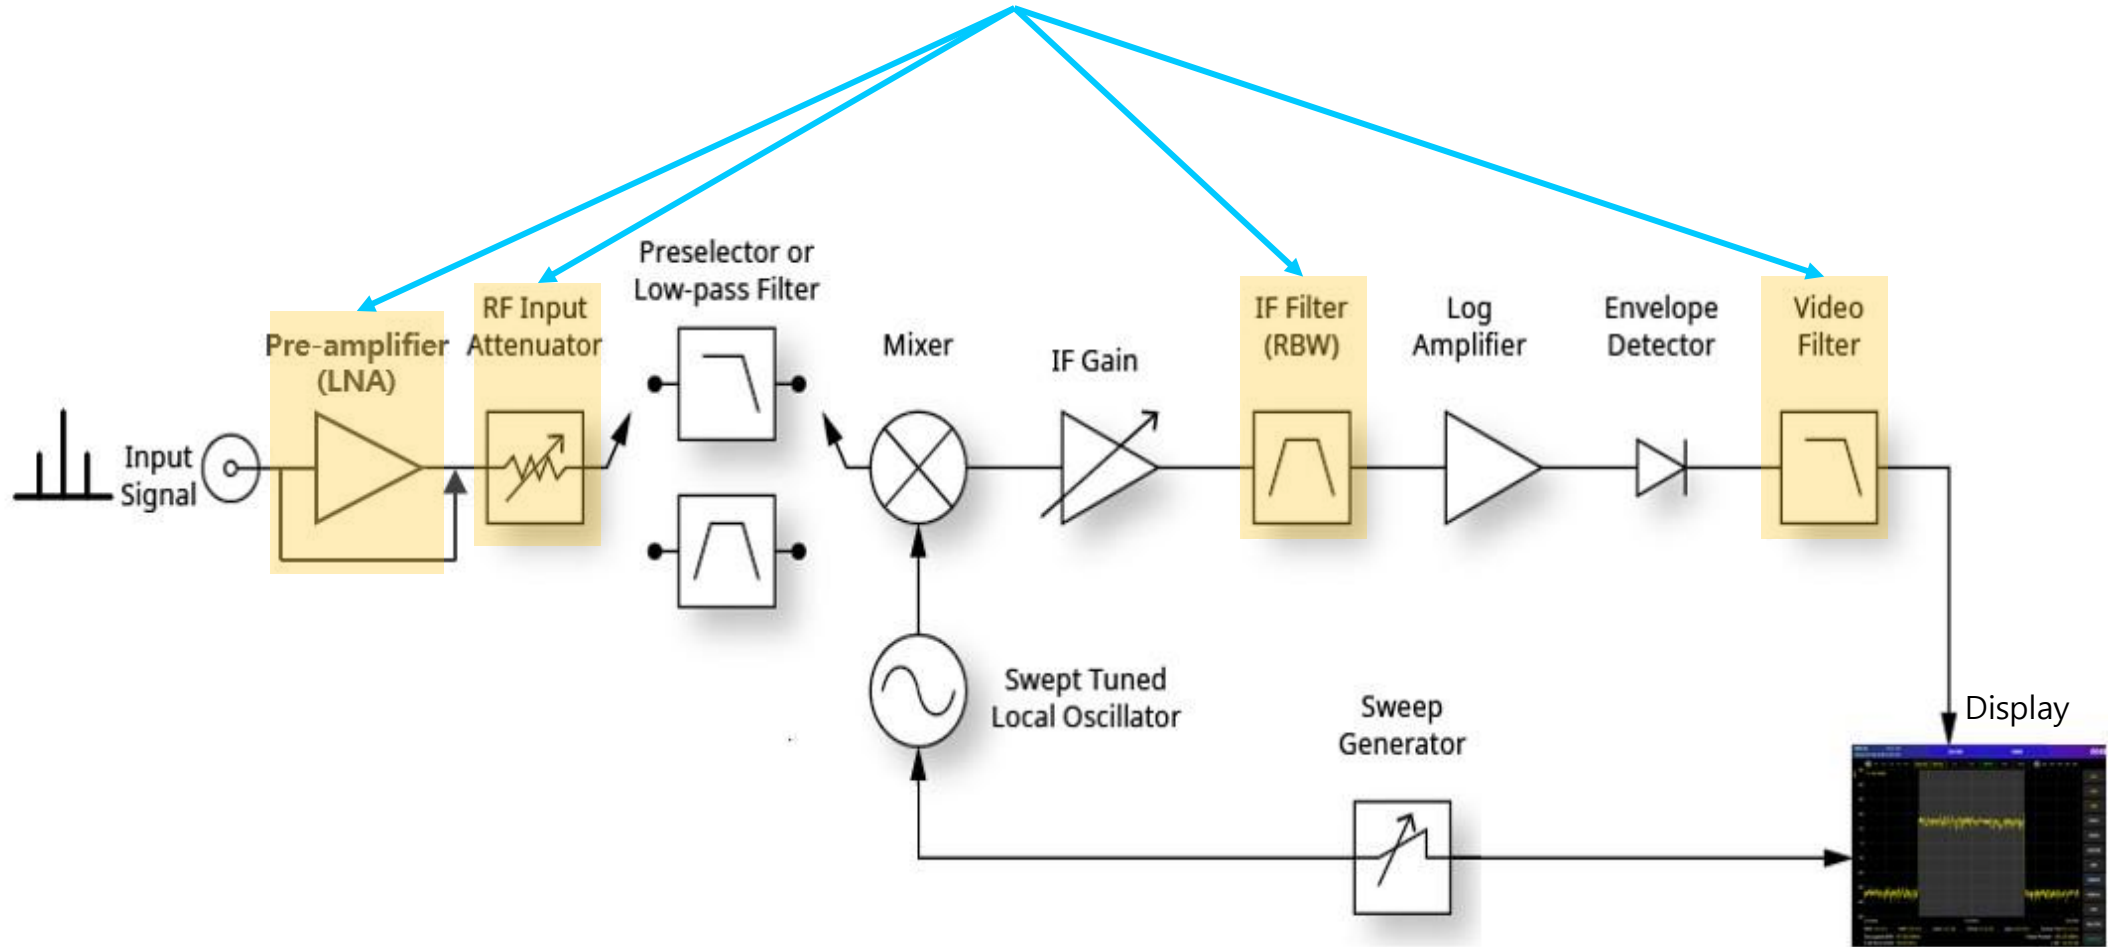 Preselector or
Low-pass Filter
Pre-amplifier
(LNA)
RF Input
Attenuator
Mixer
IF Gain
IF Filter
(RBW)
Log
Amplifier
Envelope
Detector
Video
Filter
Input
Signal
Swept Tuned
Local Oscillator
Sweep
Generator
Display